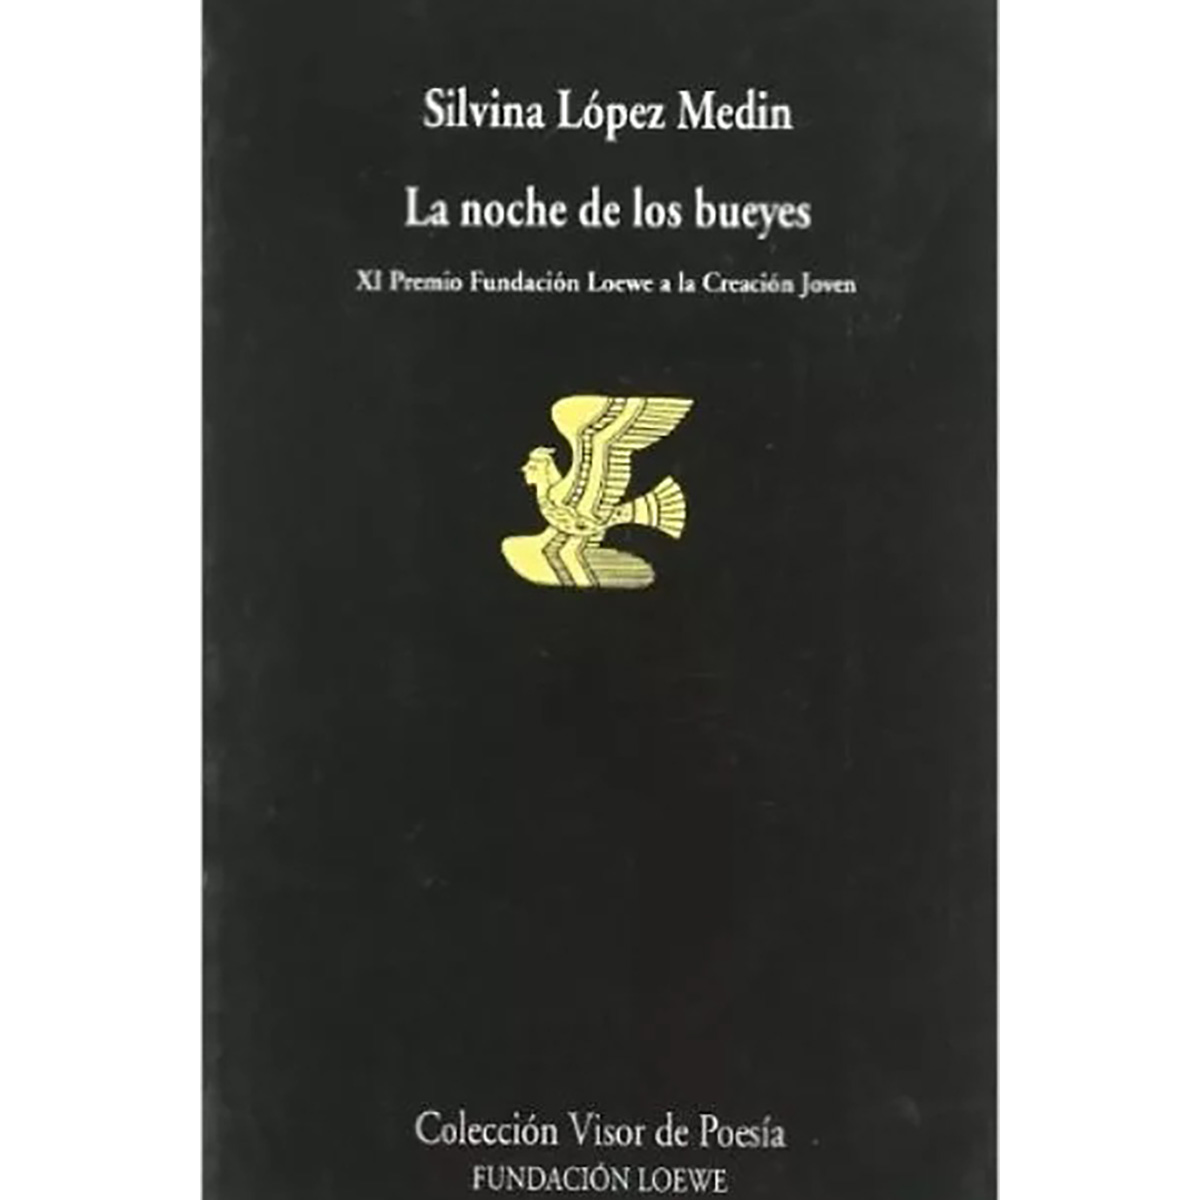 Silvina López Medin
La noche de los bueyes
XI Premio Fundación Loewe a la Creación Joven
Colección Visor de Poesía
FUNDACIÓN LOEWE